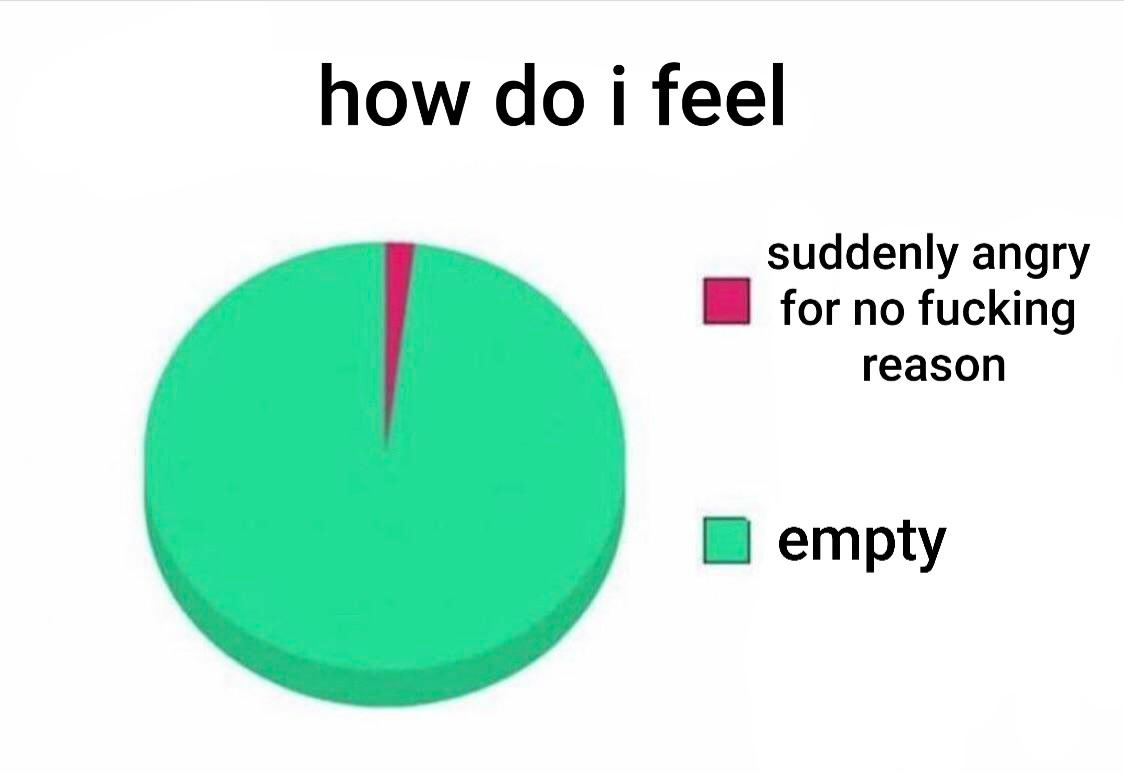 how do i feel
suddenly angry
for no fucking
reason
empty